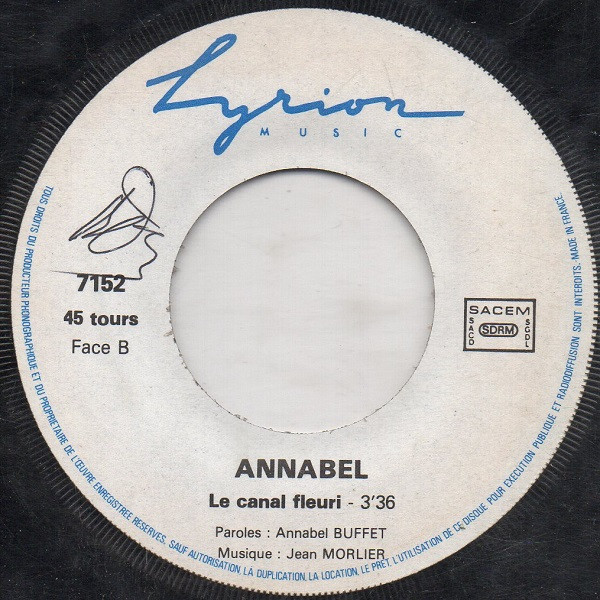 Lyrion
MUSIC
7152
45 tours
Face B
SACEM
SACD
SDRM
SGDL
ANNABEL
Le canal fleuri - 3'36
Paroles : Annabel BUFFET
Musique : Jean MORLIER
TOUS DROITS DU PRODUCTEUR PHONOGRAPHIQUE ET DU PROPRIETAIRE DE L'ŒUVRE ENREGISTREE RESERVES. SAUF AUTORISATION, LA DUPLICATION, LA LOCATION, LE PRET, L'UTILISATION DE CE DISQUE POUR EXECUTION PUBLIQUE ET RADIODIFFUSION SONT INTERDITS. MADE IN FRANCE.